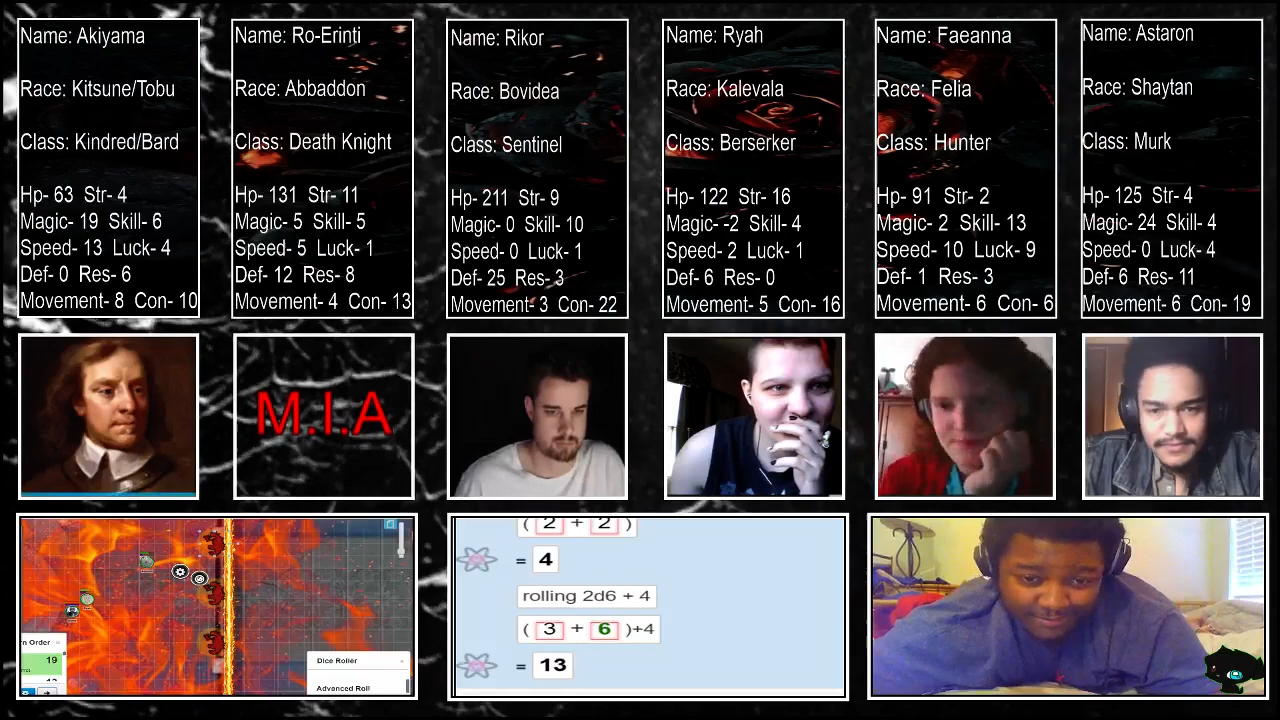 Name: Akiyama
Race: Kitsune/Tobu
Class: Kindred/Bard
Hp- 63 Str- 4
Magic- 19 Skill- 6
Speed- 13 Luck- 4
Def- 0 Res- 6
Movement- 8 Con- 10
Name: Ro-Erinti
Race: Abbaddon
Class: Death Knight
Hp- 131 Str- 11
Magic- 5 Skill- 5
Speed- 5 Luck- 1
Def- 12 Res- 8
Movement- 4 Con- 13
Name: Rikor
Race: Bovidea
Class: Sentinel
Hp- 211 Str- 9
Magic- 0 Skill- 10
Speed- 0 Luck- 1
Def- 25 Res- 3
Movement- 3 Con- 22
Name: Ryah
Race: Kalevala
Class: Berserker
Hp- 122 Str- 16
Magic- -2 Skill- 4
Speed- 2 Luck- 1
Def- 6 Res- 0
Movement- 5 Con- 16
Name: Faeanna
Race: Felia
Class: Hunter
Hp- 91 Str- 2
Magic- 2 Skill- 13
Speed- 10 Luck- 9
Def- 1 Res- 3
Movement- 6 Con- 6
Name: Astaron
Race: Shaytan
Class: Murk
Hp- 125 Str- 4
Magic- 24 Skill- 4
Speed- 0 Luck- 4
Def- 6 Res- 11
Movement- 6 Con- 19
M.I.A
n Order
19
Dice Roller
Advanced Roll
( 2 + 2 )
= 4
rolling 2d6 + 4
( 3 + 6 )+4
= 13